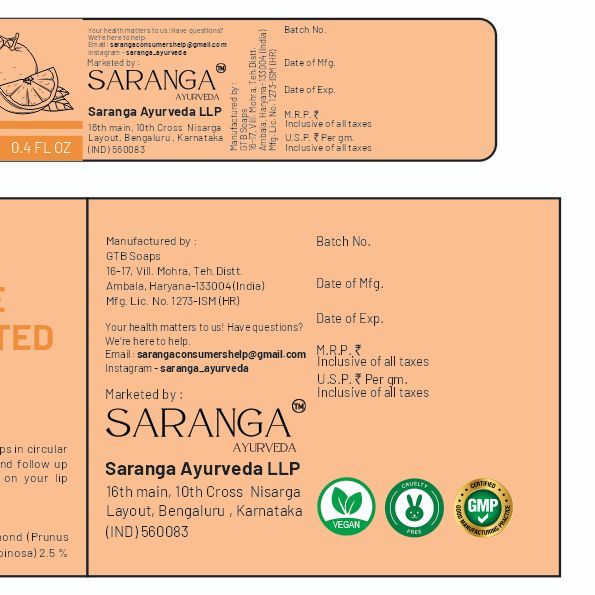 0.4 FL OZ
Your health matters to us! Have questions?
We're here to help.
Email : sarangaconsumershelp@gmail.com
Instagram - saranga_ayurveda
Marketed by :
SARANGA™
AYURVEDA
Saranga Ayurveda LLP
16th main, 10th Cross Nisarga
Layout, Bengaluru , Karnataka
(IND) 560083
Manufactured by :
GTB Soaps
16-17, Vill. Mohra, Teh.Distt.
Ambala, Haryana-133004 (India)
Mfg. Lic. No. 1273-ISM (HR)
Batch No.
Date of Mfg.
Date of Exp.
M.R.P. ₹
Inclusive of all taxes
U.S.P. ₹ Per gm.
Inclusive of all taxes
E
TED
ps in circular
nd follow up
on your lip
mond (Prunus
pinosa) 2.5 %
Manufactured by :
GTB Soaps
16-17, Vill. Mohra, Teh.Distt.
Ambala, Haryana-133004 (India)
Mfg. Lic. No. 1273-ISM (HR)
Your health matters to us! Have questions?
We're here to help.
Email : sarangaconsumershelp@gmail.com
Instagram - saranga_ayurveda
Marketed by :
SARANGA™
AYURVEDA
Saranga Ayurveda LLP
16th main, 10th Cross Nisarga
Layout, Bengaluru , Karnataka
(IND) 560083
Batch No.
Date of Mfg.
Date of Exp.
M.R.P. ₹
Inclusive of all taxes
U.S.P. ₹ Per gm.
Inclusive of all taxes
VEGAN
CRUELTY
FREE
CERTIFIED
GMP
GOOD MANUFACTURING PRACTICE